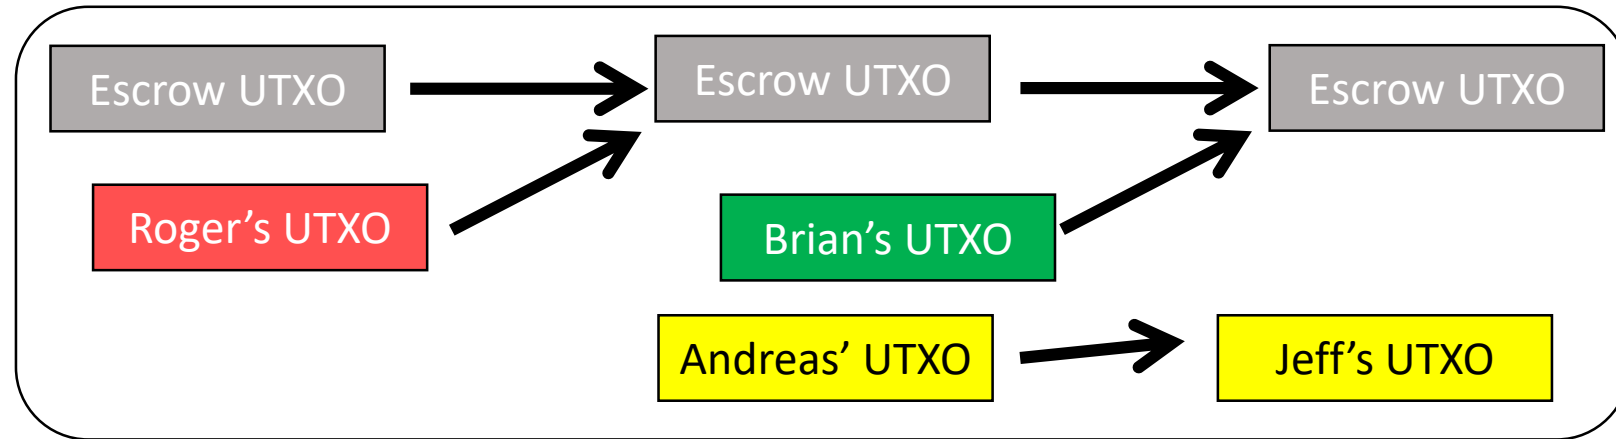 Escrow UTXO
Escrow UTXO
Escrow UTXO
Roger’s UTXO
Brian’s UTXO
Andreas’ UTXO
Jeff’s UTXO